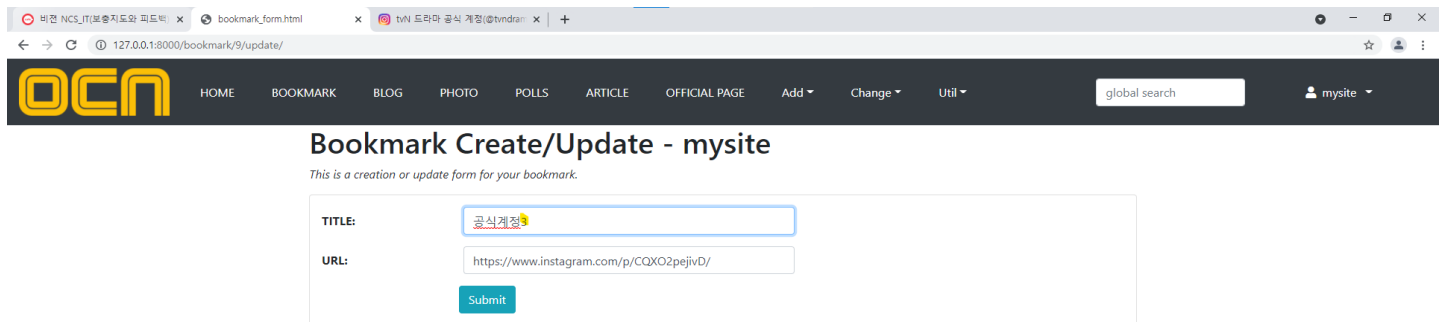 비전 NCS_IT(보충지도와 피드백)
bookmark_form.html
tvN 드라마 공식 계정(@tvndram
127.0.0.1:8000/bookmark/9/update/
OCN HOME BOOKMARK BLOG PHOTO POLLS ARTICLE OFFICIAL PAGE Add Change Util global search mysite
Bookmark Create/Update - mysite
This is a creation or update form for your bookmark.
TITLE: 공식계정3
URL: https://www.instagram.com/p/CQXO2pejivD/
Submit